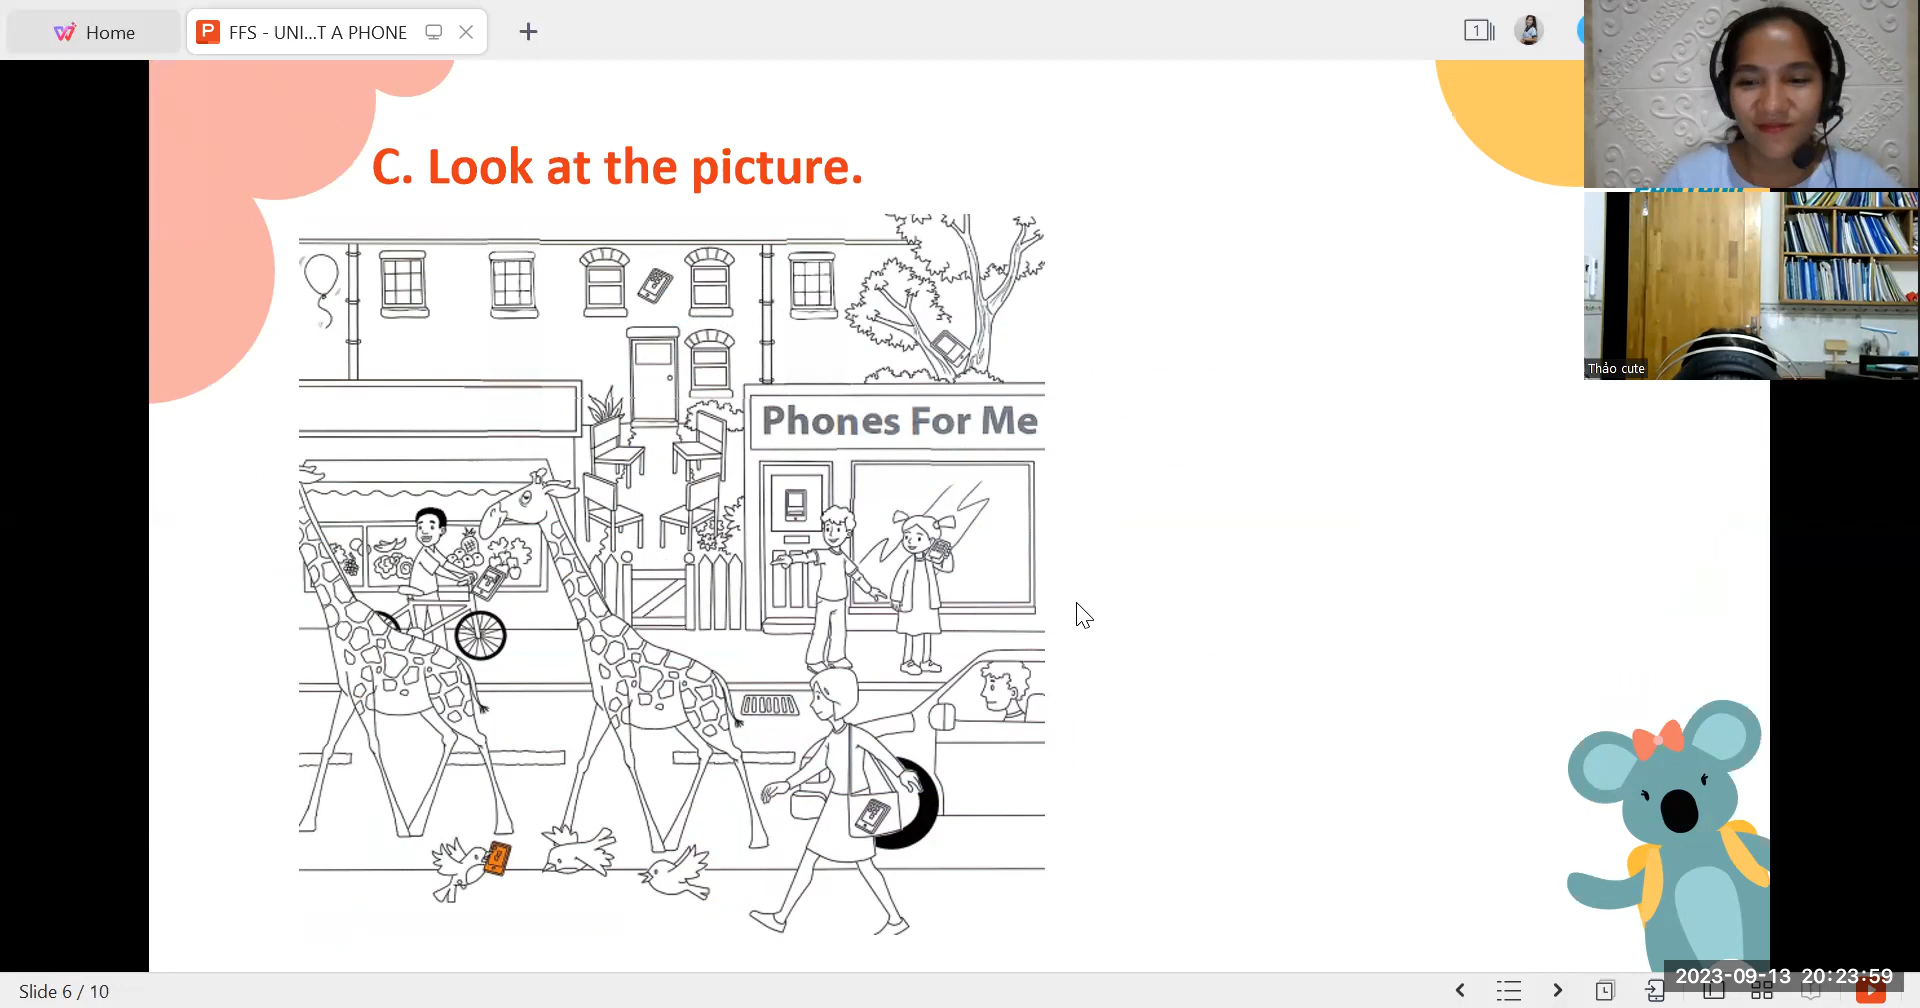 Home
FFS - UNI...T A PHONE
1
C. Look at the picture.
Phones For Me
Thảo cute
Slide 6 / 10
2023-09-13 20:23:59